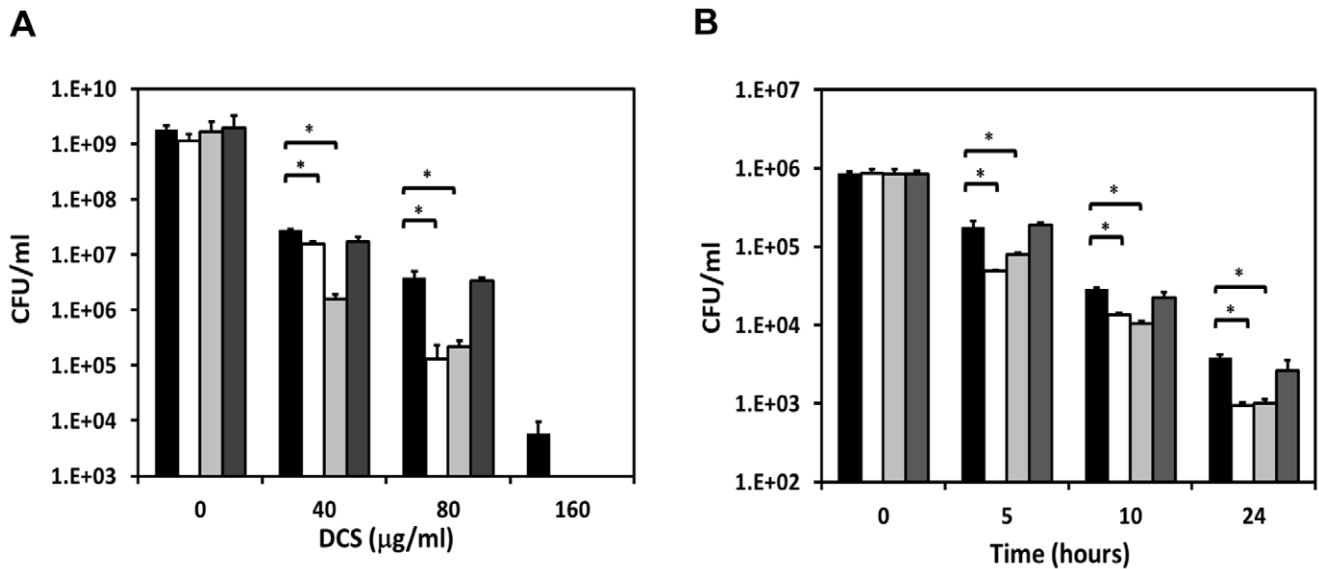 A
1.E+10
1.E+09
1.E+08
1.E+07
1.E+06
1.E+05
1.E+04
1.E+03
CFU/ml
* *
* *
0 40 80 160
DCS (µg/ml)
B
1.E+07
1.E+06
1.E+05
1.E+04
1.E+03
1.E+02
CFU/ml
* * *
* * *
0 5 10 24
Time (hours)